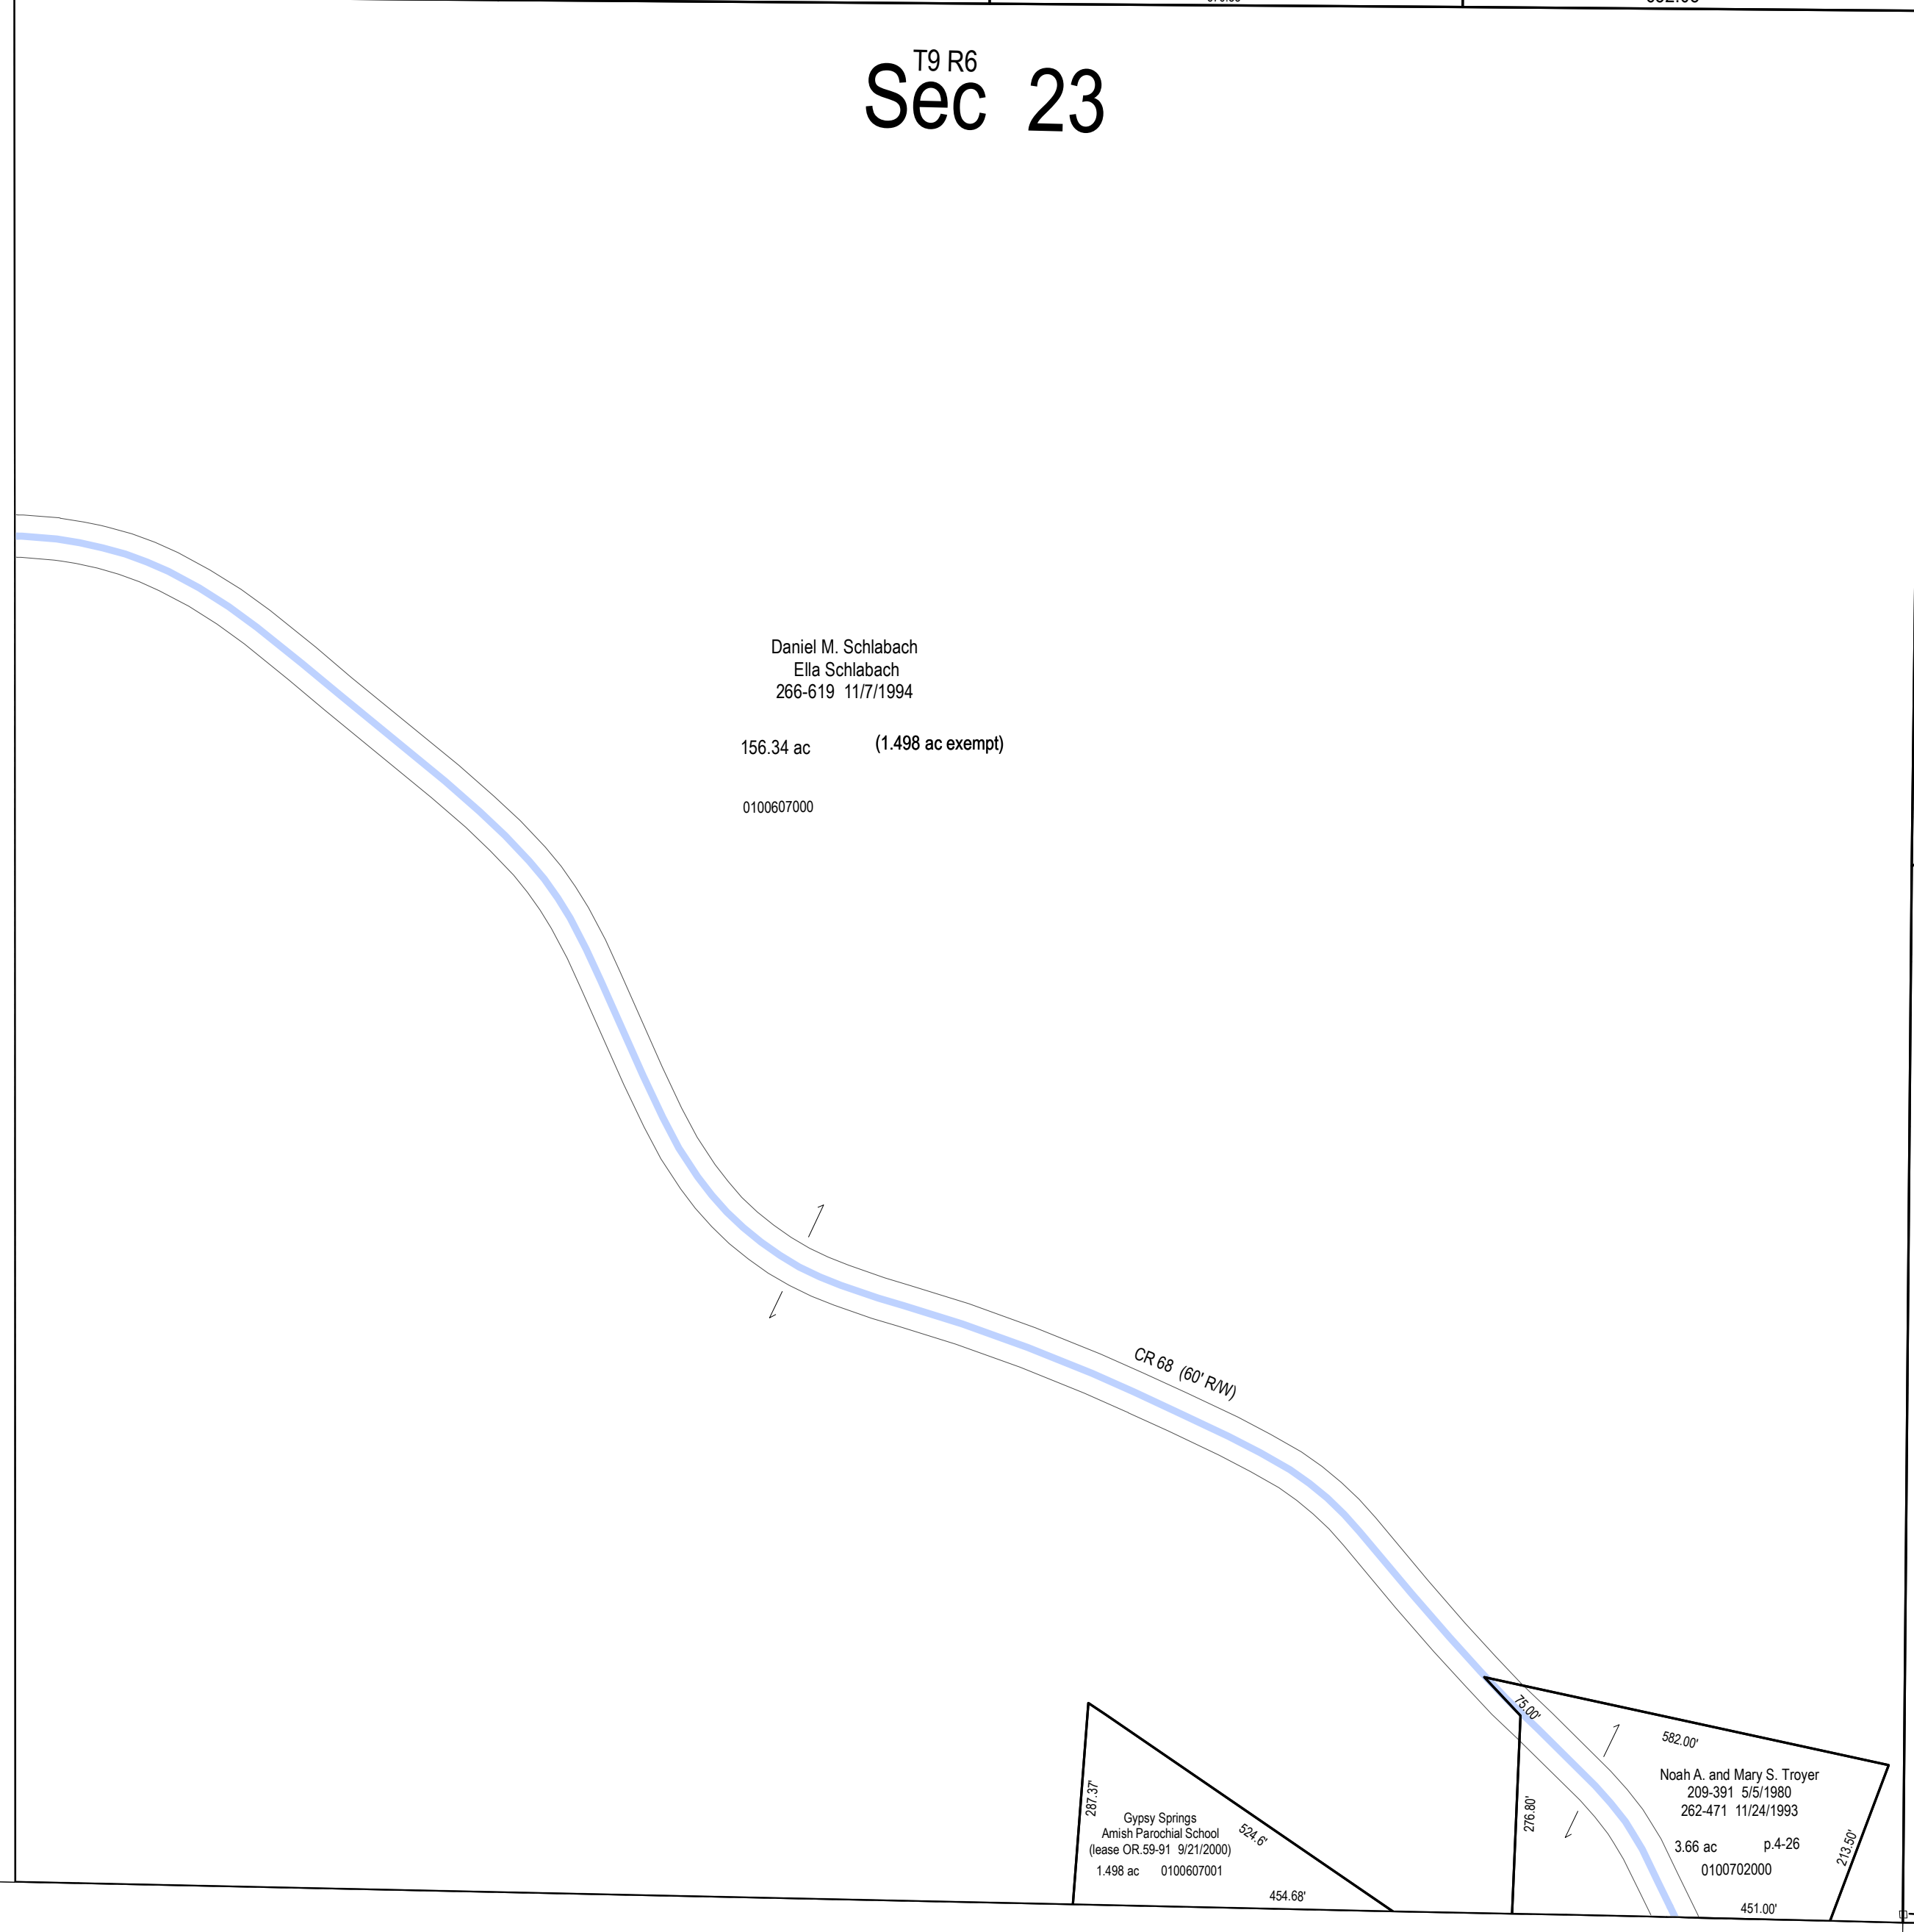 T9 R6
Sec 23
Daniel M. Schlabach
Ella Schlabach
266-619 11/7/1994
156.34 ac (1.498 ac exempt)
0100607000
CR 68 (60' R/W)
75.00'
582.00'
Noah A. and Mary S. Troyer
209-391 5/5/1980
262-471 11/24/1993
3.66 ac p.4-26
0100702000
213.50'
276.80'
451.00'
287.37'
Gypsy Springs
Amish Parochial School
(lease OR.59-91 9/21/2000)
1.498 ac 0100607001
524.6'
454.68'